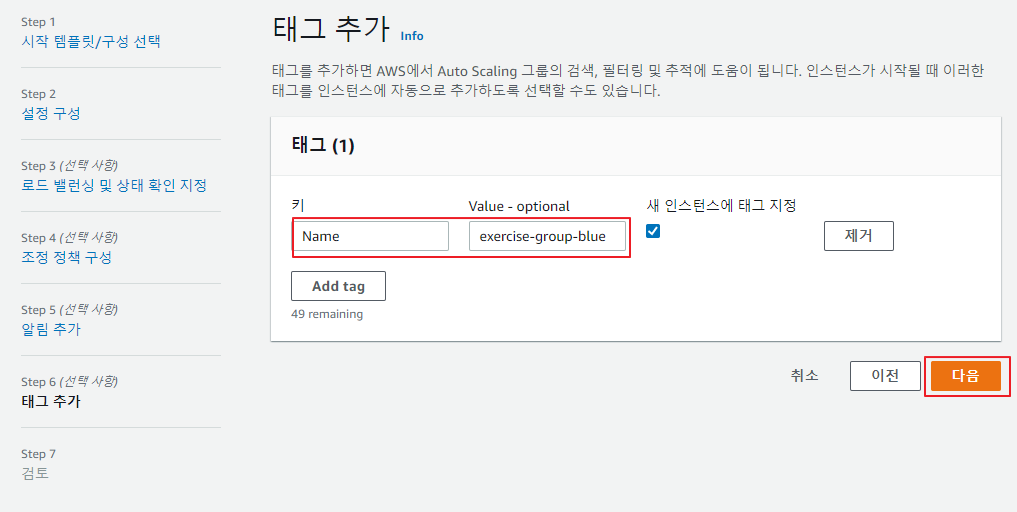 Step 1
시작 템플릿/구성 선택
Step 2
설정 구성
Step 3 (선택 사항)
로드 밸런싱 및 상태 확인 지정
Step 4 (선택 사항)
조정 정책 구성
Step 5 (선택 사항)
알림 추가
Step 6 (선택 사항)
태그 추가
Step 7
검토
태그 추가 Info
태그를 추가하면 AWS에서 Auto Scaling 그룹의 검색, 필터링 및 추적에 도움이 됩니다. 인스턴스가 시작될 때 이러한
태그를 인스턴스에 자동으로 추가하도록 선택할 수도 있습니다.
태그 (1)
키 Value - optional 새 인스턴스에 태그 지정
Name exercise-group-blue 제거
Add tag
49 remaining
취소 이전 다음